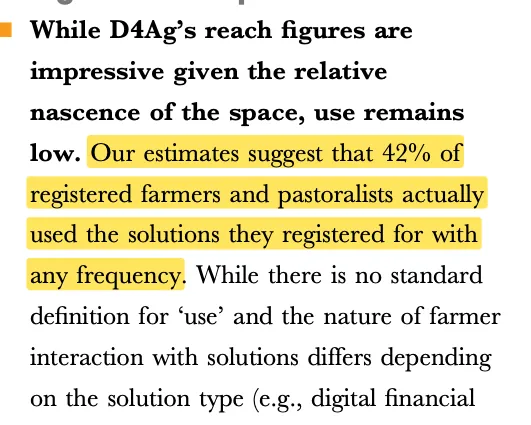 While D4Ag’s reach figures are
impressive given the relative
nascence of the space, use remains
low. Our estimates suggest that 42% of
registered farmers and pastoralists actually
used the solutions they registered for with
any frequency. While there is no standard
definition for ‘use’ and the nature of farmer
interaction with solutions differs depending
on the solution type (e.g., digital financial